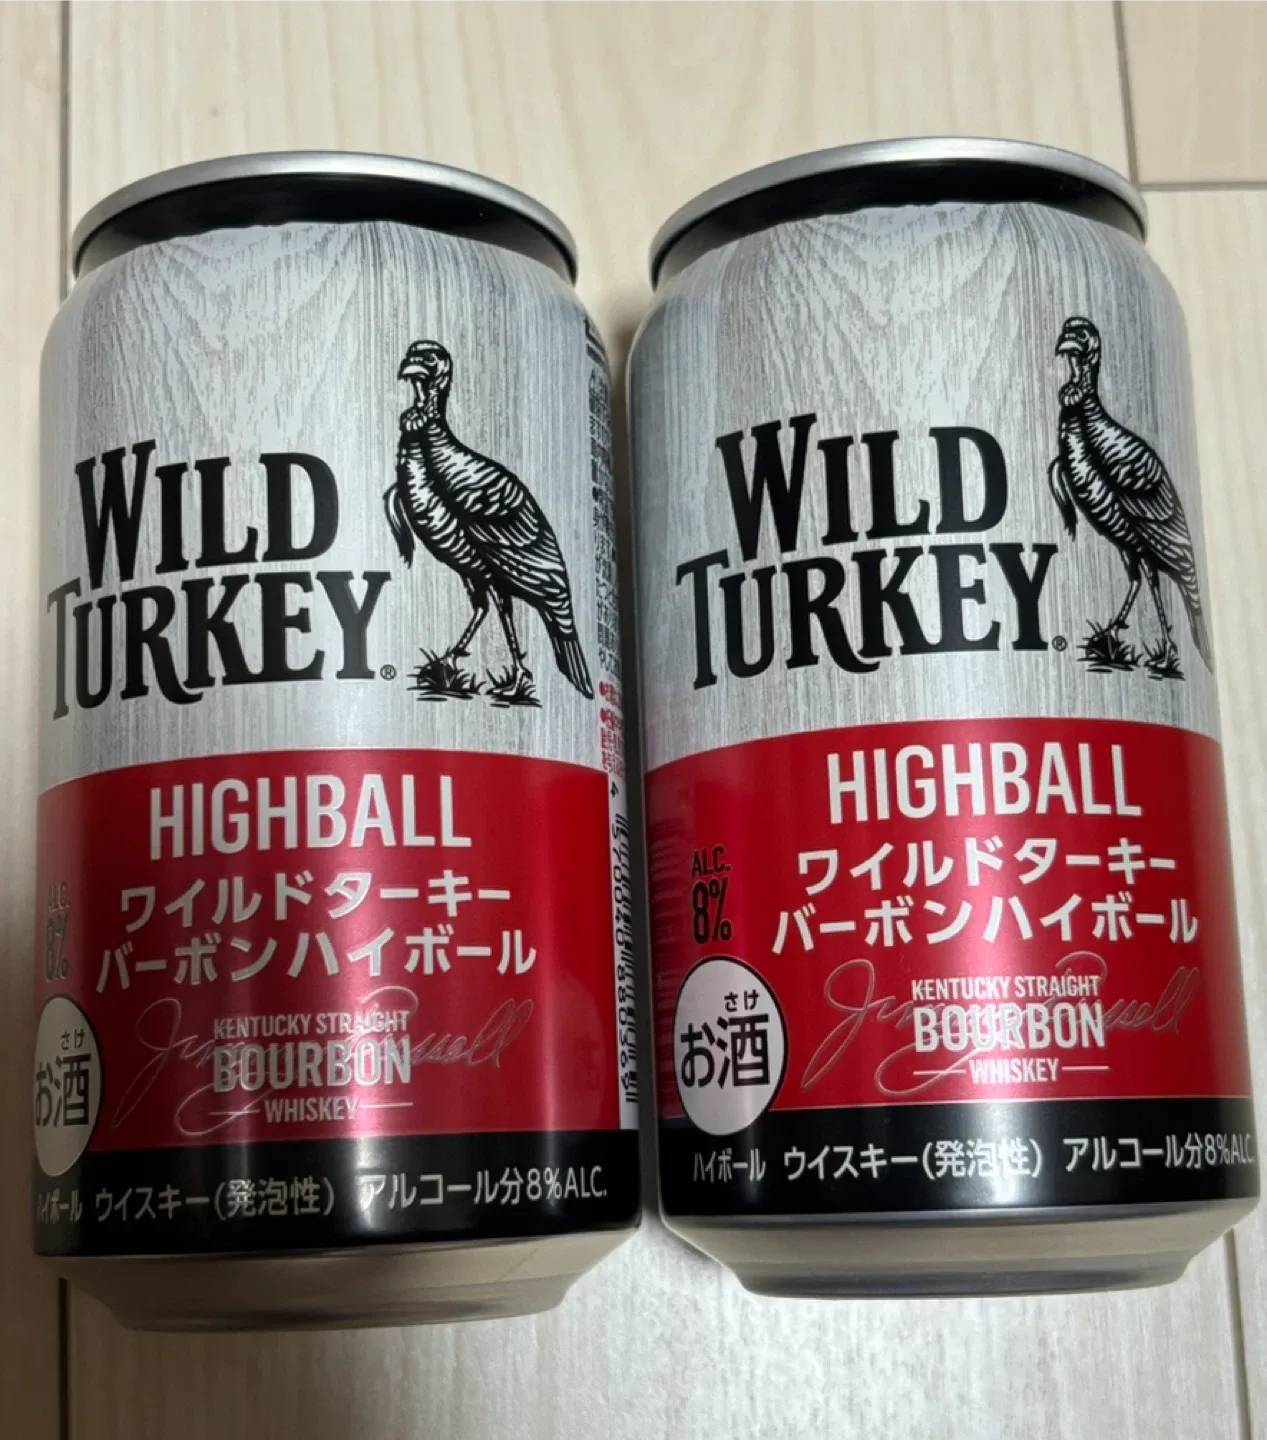 WILD
TURKEY®
HIGHBALL
ALC.
8%
ワイルドターキー
バーボンハイボール
KENTUCKY STRAIGHT
BOURBON
WHISKEY
さけ
お酒
ハイボール ウイスキー(発泡性) アルコール分8%ALC.
WILD
TURKEY®
HIGHBALL
ALC.
8%
ワイルドターキー
バーボンハイボール
KENTUCKY STRAIGHT
BOURBON
WHISKEY
さけ
お酒
ハイボール ウイスキー(発泡性) アルコール分8%ALC.